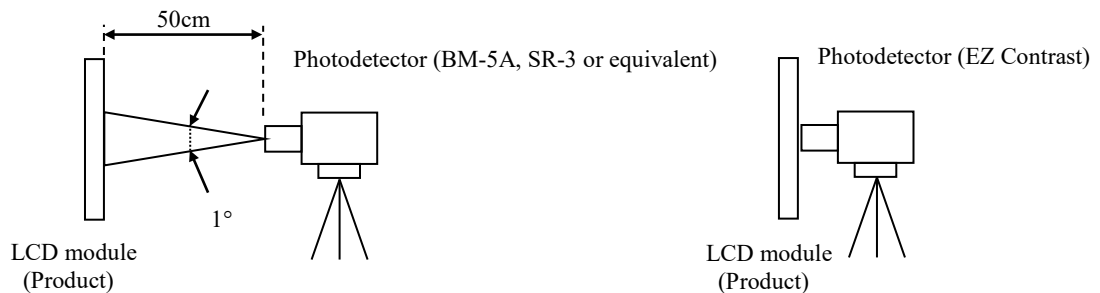 50cm
Photodetector (BM-5A, SR-3 or equivalent)
1°
LCD module
(Product)
Photodetector (EZ Contrast)
LCD module
(Product)